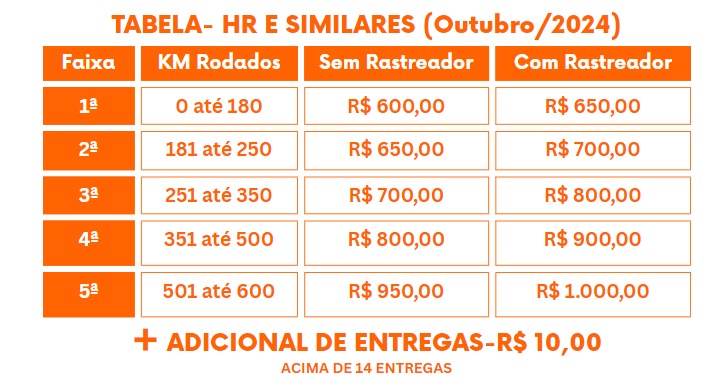 TABELA- HR E SIMILARES (Outubro/2024)
Faixa KM Rodados Sem Rastreador Com Rastreador
1ª 0 até 180 R$ 600,00 R$ 650,00
2ª 181 até 250 R$ 650,00 R$ 700,00
3ª 251 até 350 R$ 700,00 R$ 800,00
4ª 351 até 500 R$ 800,00 R$ 900,00
5ª 501 até 600 R$ 950,00 R$ 1.000,00
+ ADICIONAL DE ENTREGAS-R$ 10,00
ACIMA DE 14 ENTREGAS